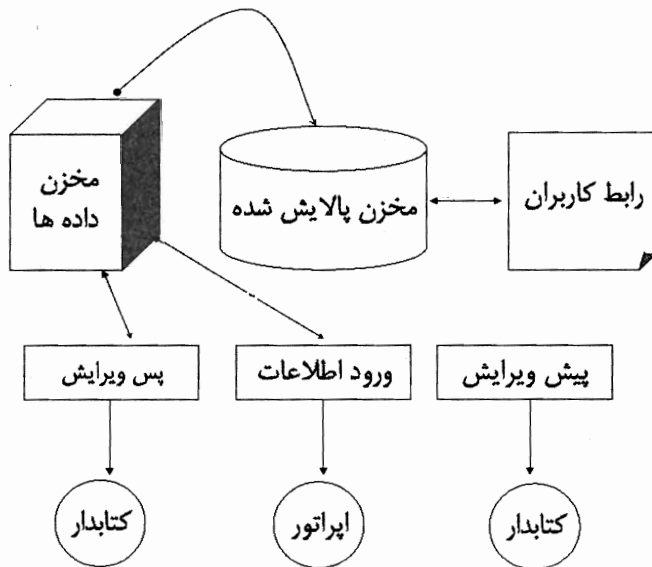 رابط کاربران
مخزن پالایش شده
مخزن
داده ها
پیش ویرایش
ورود اطلاعات
پس ویرایش
کتابدار
اپراتور
کتابدار